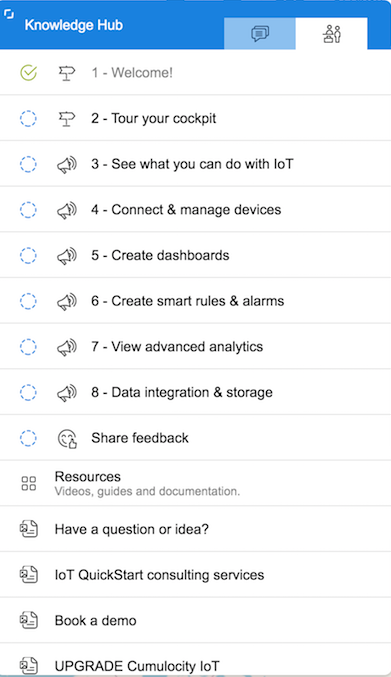 Knowledge Hub
1 - Welcome!
2 - Tour your cockpit
3 - See what you can do with IoT
4 - Connect & manage devices
5 - Create dashboards
6 - Create smart rules & alarms
7 - View advanced analytics
8 - Data integration & storage
Share feedback
Resources
Videos, guides and documentation.
Have a question or idea?
IoT QuickStart consulting services
Book a demo
UPGRADE Cumulocity IoT